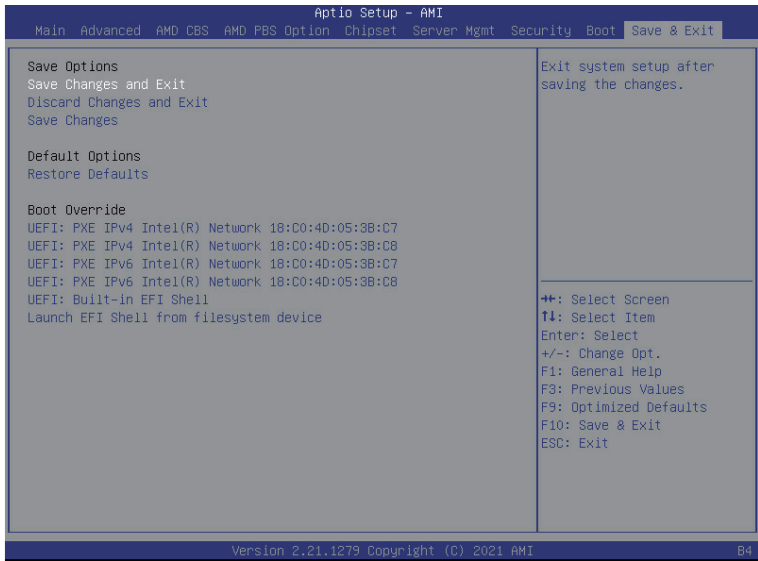 Aptio Setup – AMI
Main Advanced AMD CBS AMD PBS Option Chipset Server Mgmt Security Boot Save & Exit
Save Options
Save Changes and Exit
Discard Changes and Exit
Save Changes
Default Options
Restore Defaults
Boot Override
UEFI: PXE IPv4 Intel(R) Network 18:C0:4D:05:3B:C7
UEFI: PXE IPv4 Intel(R) Network 18:C0:4D:05:3B:C8
UEFI: PXE IPv6 Intel(R) Network 18:C0:4D:05:3B:C7
UEFI: PXE IPv6 Intel(R) Network 18:C0:4D:05:3B:C8
UEFI: Built-in EFI Shell
Launch EFI Shell from filesystem device
Exit system setup after
saving the changes.
→←: Select Screen
↑↓: Select Item
Enter: Select
+/-: Change Opt.
F1: General Help
F3: Previous Values
F9: Optimized Defaults
F10: Save & Exit
ESC: Exit
Version 2.21.1279 Copyright (C) 2021 AMI
B4